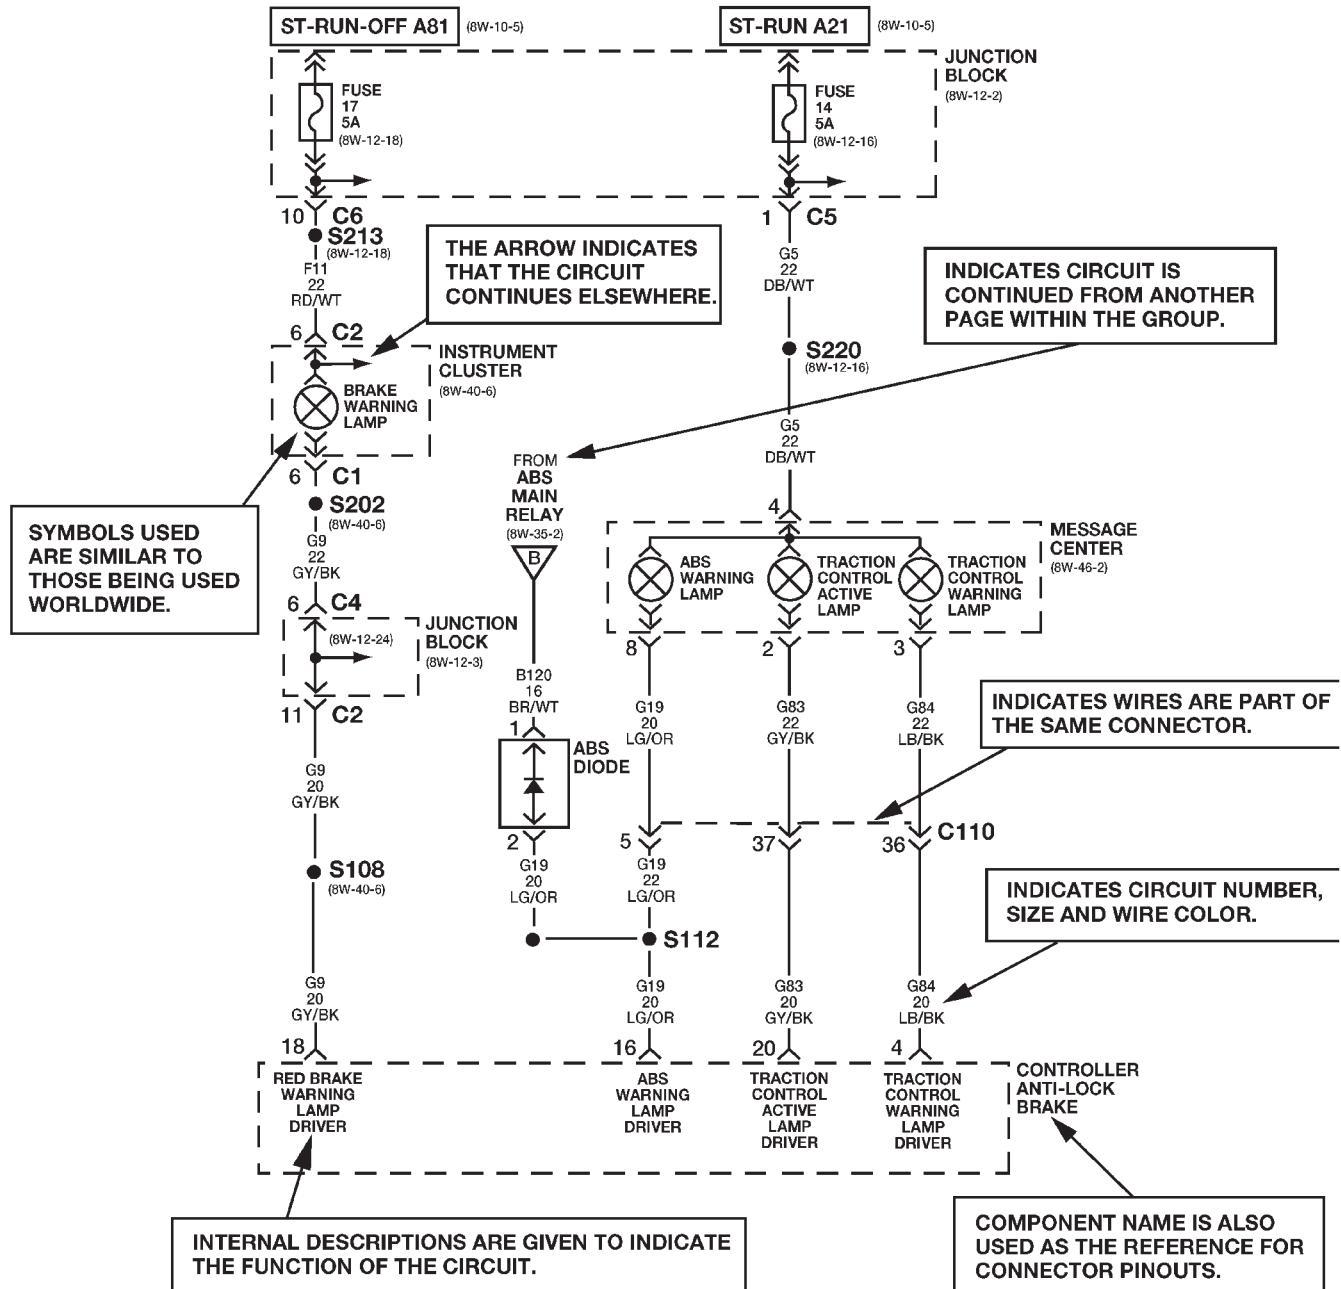 ST-RUN-OFF A81
(8W-10-5)
ST-RUN A21
(8W-10-5)
JUNCTION
BLOCK
(8W-12-2)
FUSE
17
5A
(8W-12-18)
FUSE
14
5A
(8W-12-16)
10 C6
S213
(8W-12-18)
F11
22
RD/WT
1 C5
G5
22
DB/WT
THE ARROW INDICATES
THAT THE CIRCUIT
CONTINUES ELSEWHERE.
INDICATES CIRCUIT IS
CONTINUED FROM ANOTHER
PAGE WITHIN THE GROUP.
6 C2
INSTRUMENT
CLUSTER
(8W-40-6)
BRAKE
WARNING
LAMP
S220
(8W-12-16)
G5
22
DB/WT
6 C1
S202
(8W-40-6)
G9
22
GY/BK
FROM
ABS
MAIN
RELAY
(8W-35-2)
B
SYMBOLS USED
ARE SIMILAR TO
THOSE BEING USED
WORLDWIDE.
4
MESSAGE
CENTER
(8W-46-2)
ABS
WARNING
LAMP
TRACTION
CONTROL
ACTIVE
LAMP
TRACTION
CONTROL
WARNING
LAMP
6 C4
(8W-12-24)
JUNCTION
BLOCK
(8W-12-3)
11 C2
8
2
3
B120
16
BR/WT
G19
20
LG/OR
G83
22
GY/BK
G84
22
LB/BK
INDICATES WIRES ARE PART OF
THE SAME CONNECTOR.
1
ABS
DIODE
2
G9
20
GY/BK
5
37
36
C110
G19
20
LG/OR
G19
22
LG/OR
S108
(8W-40-6)
INDICATES CIRCUIT NUMBER,
SIZE AND WIRE COLOR.
S112
G9
20
GY/BK
G19
20
LG/OR
G83
20
GY/BK
G84
20
LB/BK
18
16
20
4
RED BRAKE
WARNING
LAMP
DRIVER
ABS
WARNING
LAMP
DRIVER
TRACTION
CONTROL
ACTIVE
LAMP
DRIVER
TRACTION
CONTROL
WARNING
LAMP
DRIVER
CONTROLLER
ANTI-LOCK
BRAKE
INTERNAL DESCRIPTIONS ARE GIVEN TO INDICATE
THE FUNCTION OF THE CIRCUIT.
COMPONENT NAME IS ALSO
USED AS THE REFERENCE FOR
CONNECTOR PINOUTS.